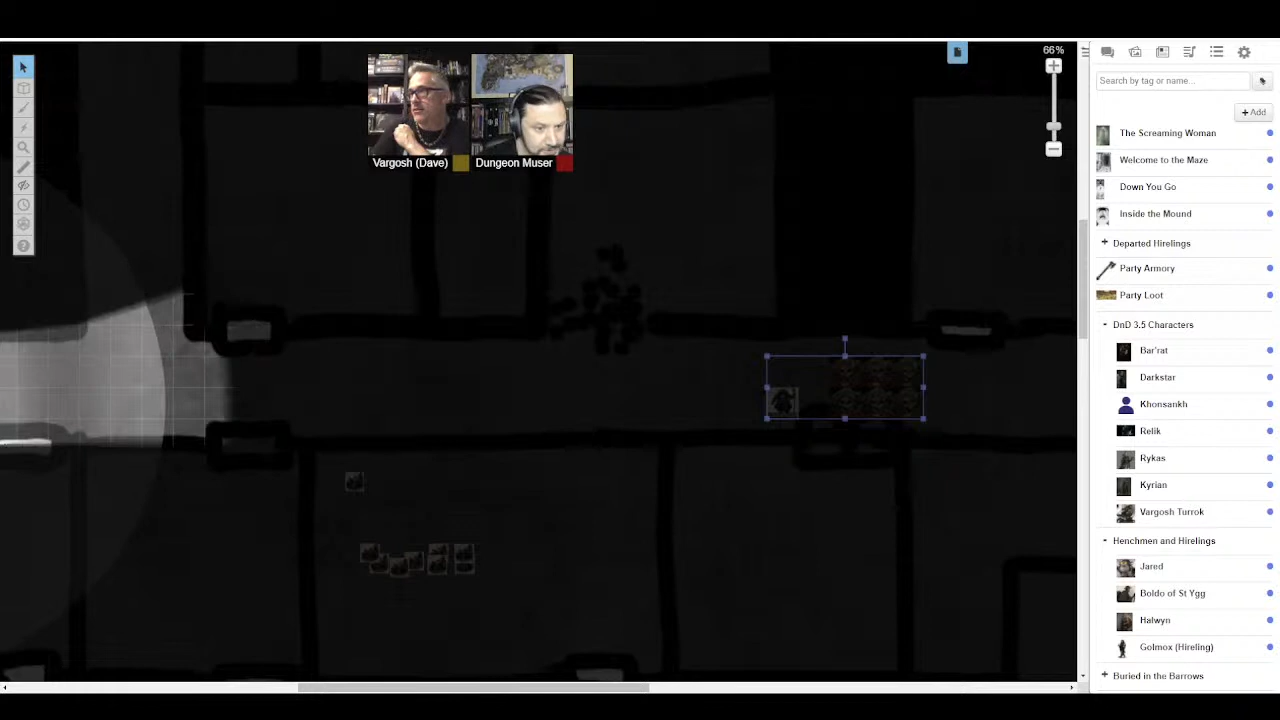 66%
Search by tag or name...
+ Add
Vargosh (Dave)
Dungeon Muser
The Screaming Woman
Welcome to the Maze
Down You Go
Inside the Mound
Departed Hirelings
Party Armory
Party Loot
DnD 3.5 Characters
Bar'rat
Darkstar
Khonsankh
Relik
Rykas
Kyrian
Vargosh Turrok
Henchmen and Hirelings
Jared
Boldo of St Ygg
Halwyn
Golmox (Hireling)
Buried in the Barrows